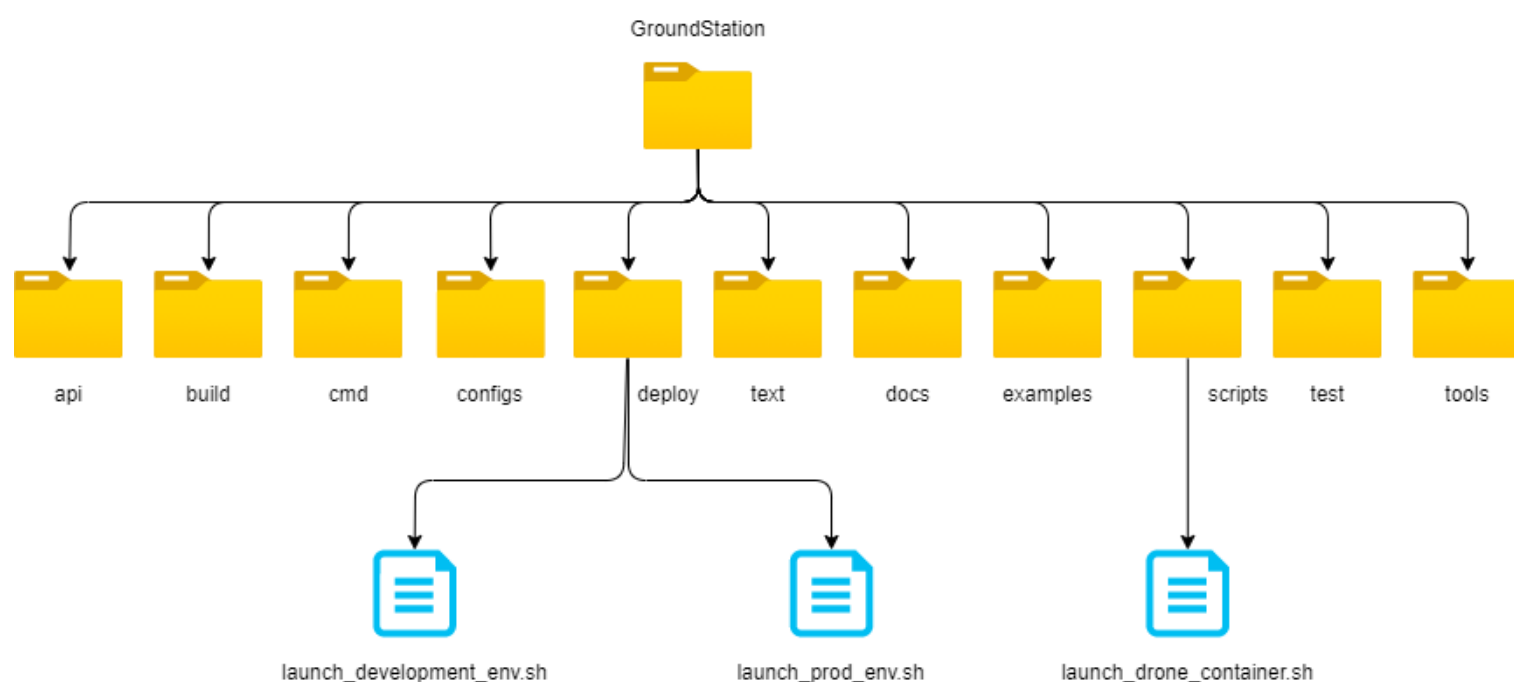 GroundStation
api
build
cmd
configs
deploy
text
docs
examples
scripts
test
tools
launch_development_env.sh
launch_prod_env.sh
launch_drone_container.sh